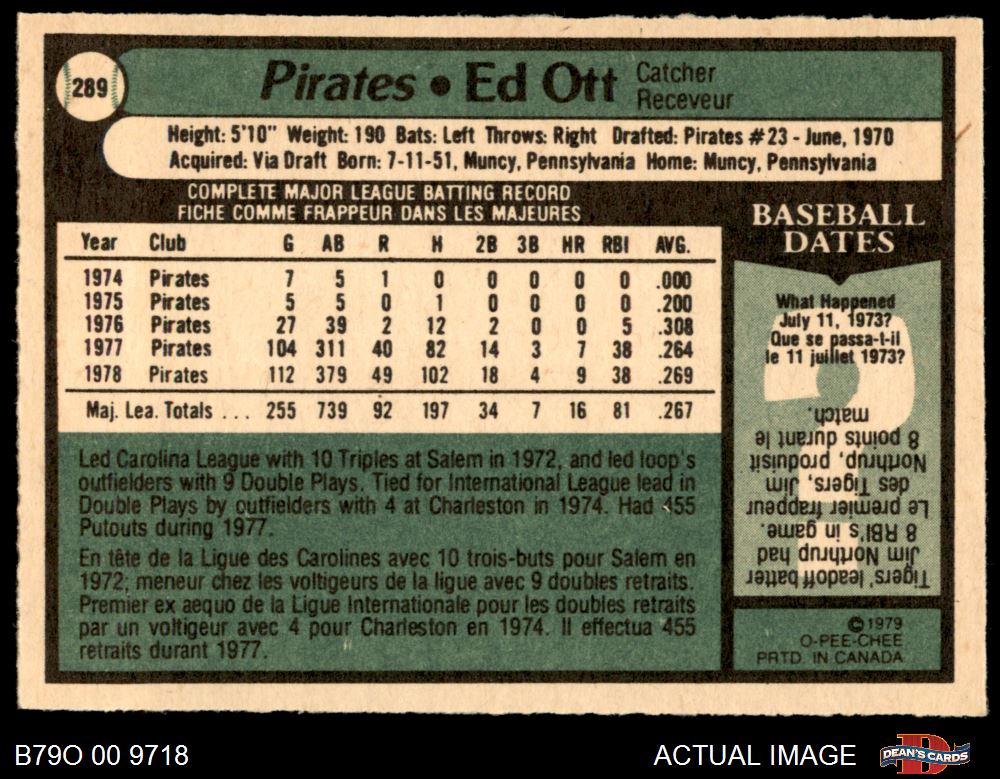 289
Pirates • Ed Ott Catcher
Receveur
Height: 5'10" Weight: 190 Bats: Left Throws: Right Drafted: Pirates #23 - June, 1970
Acquired: Via Draft Born: 7-11-51, Muncy, Pennsylvania Home: Muncy, Pennsylvania
COMPLETE MAJOR LEAGUE BATTING RECORD
FICHE COMME FRAPPEUR DANS LES MAJEURES
Year Club G AB R H 2B 3B HR RBI AVG.
1974 Pirates 7 5 1 0 0 0 0 0 .000
1975 Pirates 5 5 0 1 0 0 0 0 .200
1976 Pirates 27 39 2 12 2 0 0 5 .308
1977 Pirates 104 311 40 82 14 3 7 38 .264
1978 Pirates 112 379 49 102 18 4 9 38 .269
Maj. Lea. Totals ... 255 739 92 197 34 7 16 81 .267
Led Carolina League with 10 Triples at Salem in 1972, and led loop's
outfielders with 9 Double Plays. Tied for International League lead in
Double Plays by outfielders with 4 at Charleston in 1974. Had 455
Putouts during 1977.
En tête de la Ligue des Carolines avec 10 trois-buts pour Salem en
1972; meneur chez les voltigeurs de la ligue avec 9 doubles retraits.
Premier ex aequo de la Ligue Internationale pour les doubles retraits
par un voltigeur avec 4 pour Charleston en 1974. Il effectua 455
retraits durant 1977.
BASEBALL
DATES
What Happened
July 11, 1973?
Que se passa-t-il
le 11 juillet 1973?
Tigers' leadoff batter
Jim Northrup had
8 RBI's in game.
Le premier frappeur
des Tigers, Jim
Northrup, produisit
8 points durant le
match.
©1979
O-PEE-CHEE
PRTD. IN CANADA
B79O 00 9718
ACTUAL IMAGE
D
DEAN'S CARDS